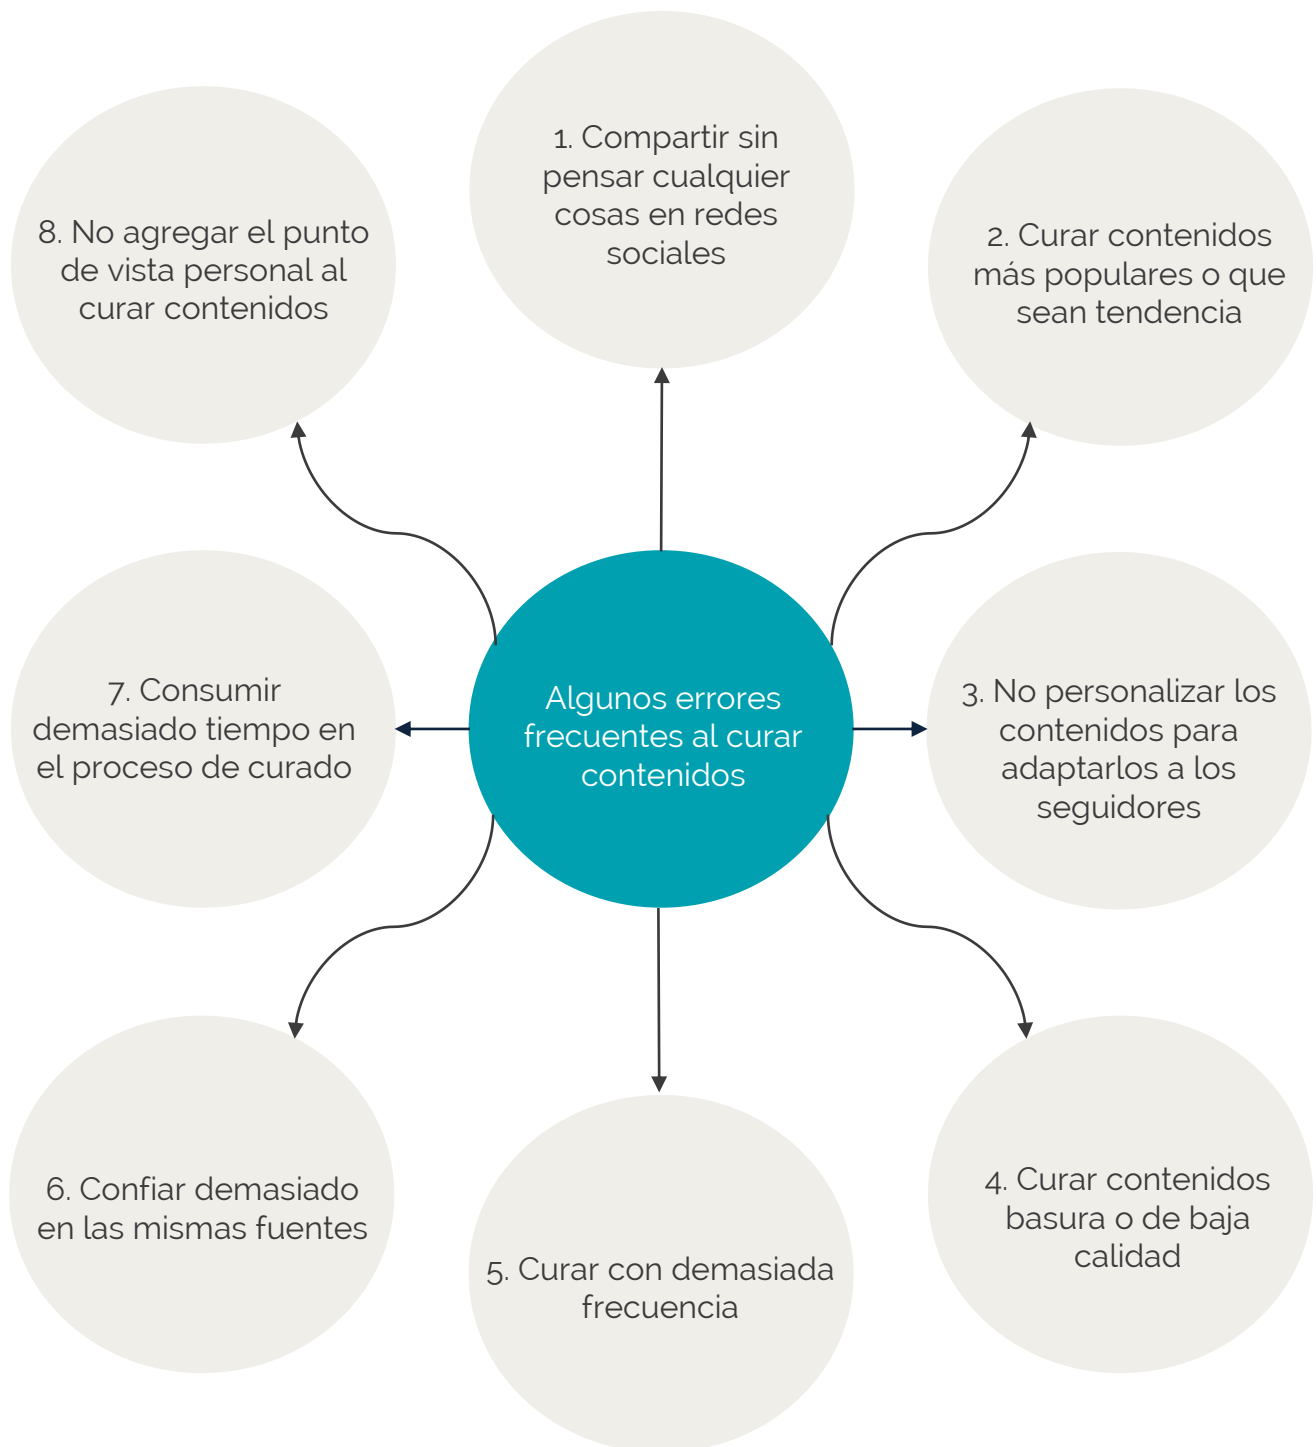 1. Compartir sin
pensar cualquier
cosas en redes
sociales
2. Curar contenidos
más populares o que
sean tendencia
3. No personalizar los
contenidos para
adaptarlos a los
seguidores
4. Curar contenidos
basura o de baja
calidad
5. Curar con demasiada
frecuencia
6. Confiar demasiado
en las mismas fuentes
7. Consumir
demasiado tiempo en
el proceso de curado
8. No agregar el punto
de vista personal al
curar contenidos
Algunos errores
frecuentes al curar
contenidos